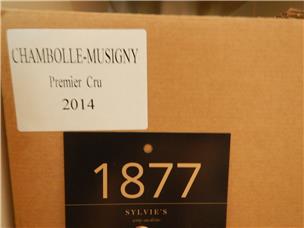 CHAMBOLLE-MUSIGNY
Premier Cru
2014
1877
SYLVIE'S